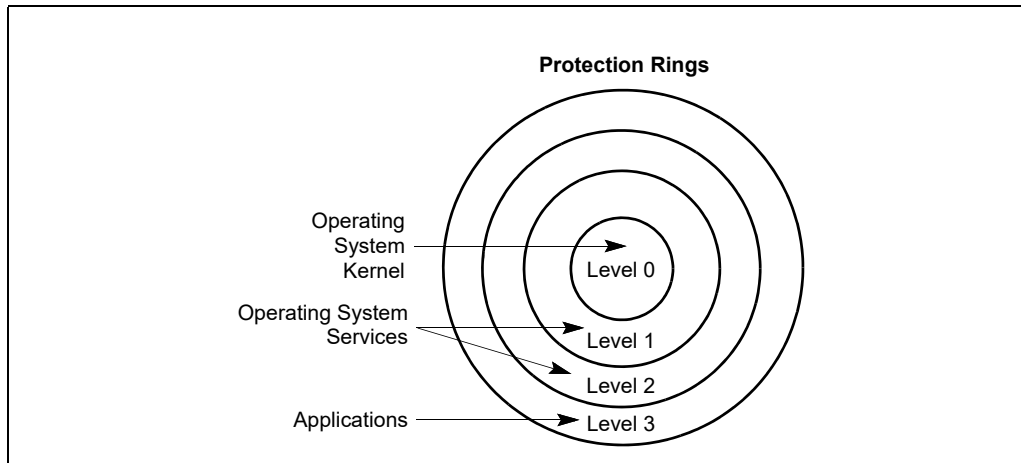 Protection Rings
Operating
System
Kernel
Level 0
Operating System
Services
Level 1
Level 2
Applications
Level 3